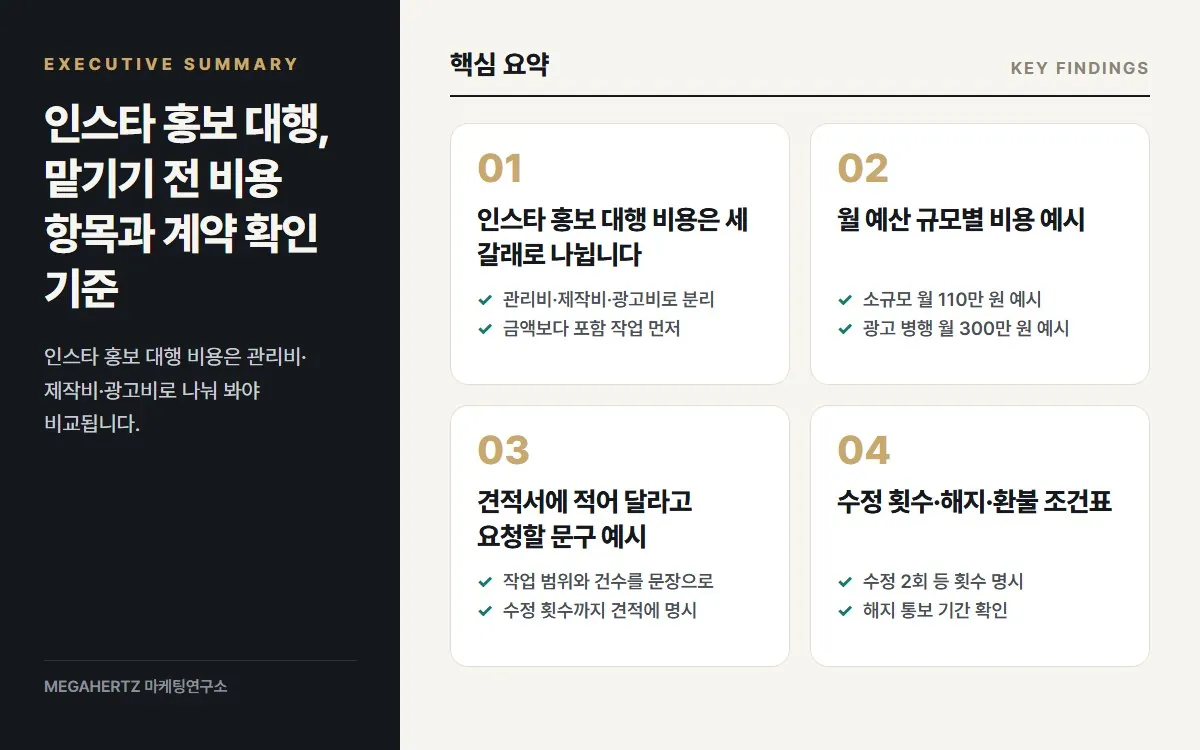 EXECUTIVE SUMMARY
인스타 홍보 대행,
맡기기 전 비용
항목과 계약 확인
기준
인스타 홍보 대행 비용은 관리비·
제작비·광고비로 나눠 봐야
비교됩니다.
MEGAHERTZ 마케팅연구소
핵심 요약
KEY FINDINGS
01
인스타 홍보 대행 비용은 세
갈래로 나뉩니다
✓ 관리비·제작비·광고비로 분리
✓ 금액보다 포함 작업 먼저
02
월 예산 규모별 비용 예시
✓ 소규모 월 110만 원 예시
✓ 광고 병행 월 300만 원 예시
03
견적서에 적어 달라고
요청할 문구 예시
✓ 작업 범위와 건수를 문장으로
✓ 수정 횟수까지 견적에 명시
04
수정 횟수·해지·환불 조건표
✓ 수정 2회 등 횟수 명시
✓ 해지 통보 기간 확인